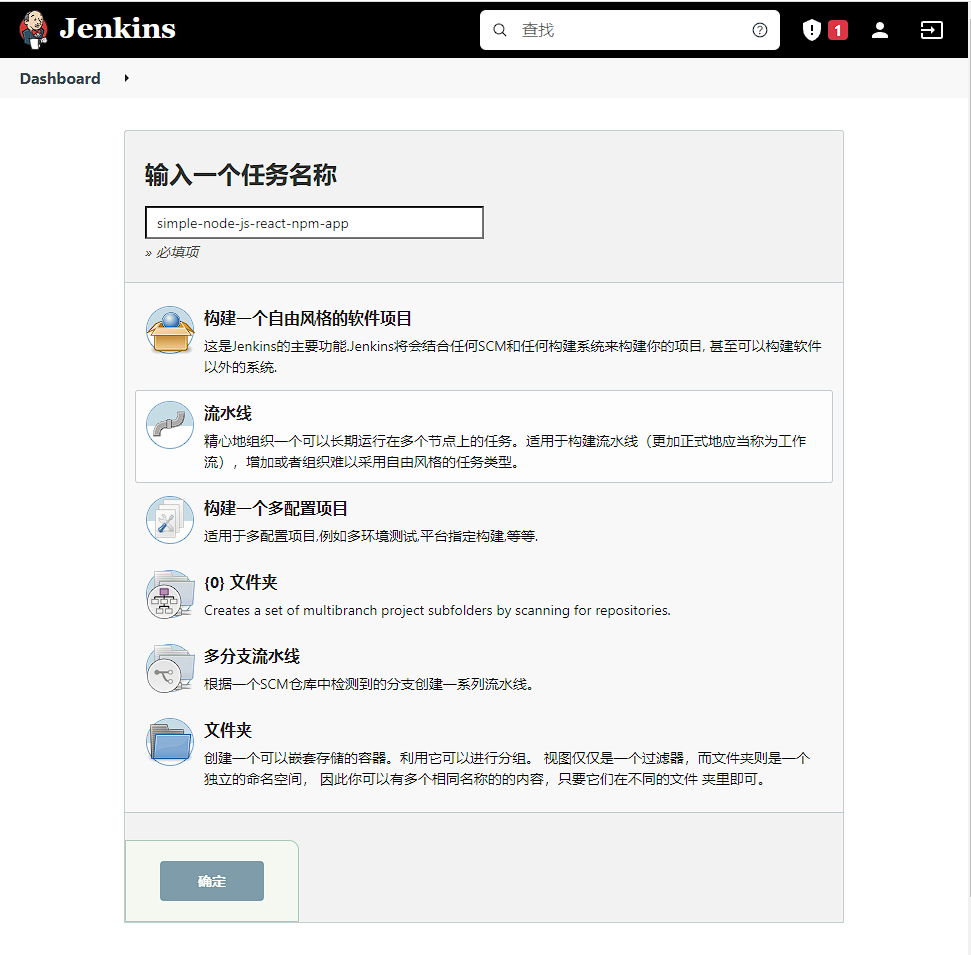 Jenkins
查找
1
Dashboard
输入一个任务名称
simple-node-js-react-npm-app
» 必填项
构建一个自由风格的软件项目
这是Jenkins的主要功能.Jenkins将会结合任何SCM和任何构建系统来构建你的项目, 甚至可以构建软件
以外的系统.
流水线
精心地组织一个可以长期运行在多个节点上的任务。适用于构建流水线（更加正式地应当称为工作
流），增加或者组织难以采用自由风格的任务类型。
构建一个多配置项目
适用于多配置项目,例如多环境测试,平台指定构建,等等.
{0} 文件夹
Creates a set of multibranch project subfolders by scanning for repositories.
多分支流水线
根据一个SCM仓库中检测到的分支创建一系列流水线。
文件夹
创建一个可以嵌套存储的容器。利用它可以进行分组。 视图仅仅是一个过滤器，而文件夹则是一个
独立的命名空间， 因此你可以有多个相同名称的的内容，只要它们在不同的文件 夹里即可。
确定